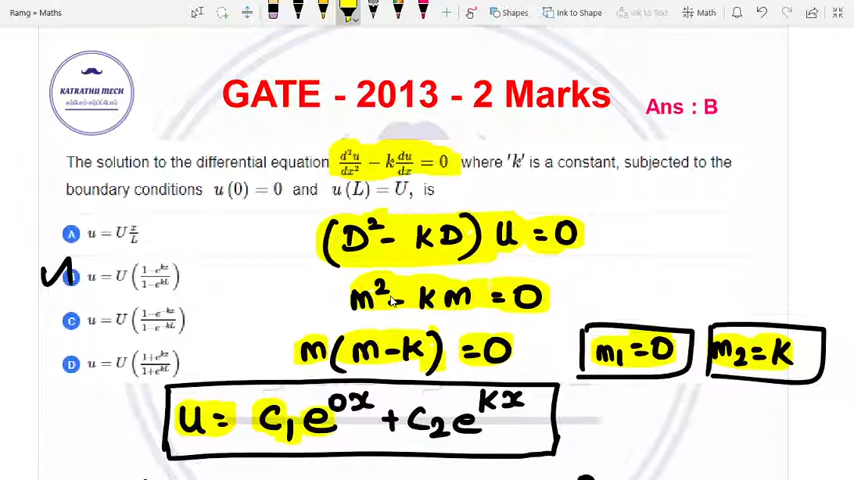 Ramg » Maths
Shapes
Ink to Shape
Ink to Text
Math
KATRATHU MECH
GATE - 2013 - 2 Marks
Ans : B
The solution to the differential equation d²u/dx² − k du/dx = 0 where 'k' is a constant, subjected to the
boundary conditions u (0) = 0 and u (L) = U, is
A u = U x/L
u = U ((1−e^kx)/(1−e^kL))
C u = U ((1−e^−kx)/(1−e^−kL))
D u = U ((1+e^kx)/(1+e^kL))
(D² - KD) u = 0
m² - km = 0
m(m-k) = 0
m₁ = 0
m₂ = k
u = C₁e^0x + C₂e^kx